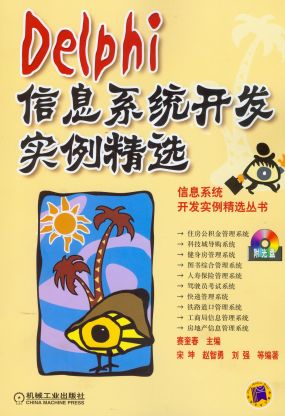 Delphi
信息系统开发
实例精选
信息系统
开发实例精选丛书
→ 住房公积金管理系统
→ 科技城导购系统
→ 健身房管理系统
→ 图书综合管理系统
→ 人寿保险管理系统
→ 驾驶员考试系统
→ 快递管理系统
→ 铁路道口管理系统
→ 工商局信息管理系统
→ 房地产信息管理系统
附光盘
赛奎春 主编
宋坤 赵智勇 刘强 等编著
机械工业出版社
CHINA MACHINE PRESS